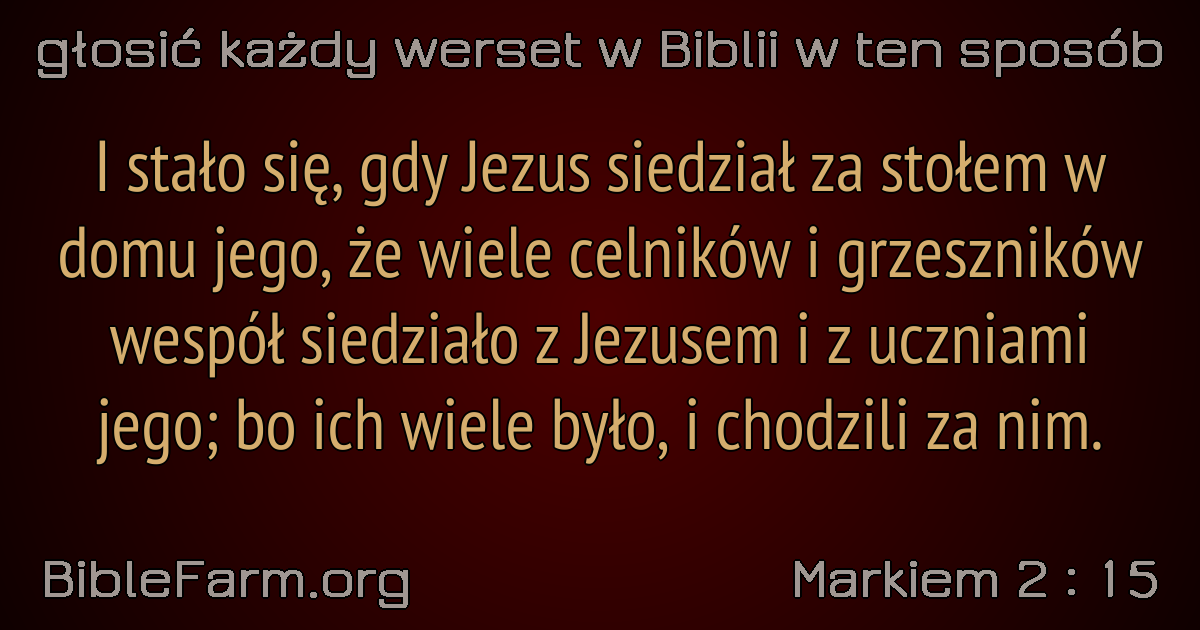 głosić każdy werset w Biblii w ten sposób
I stało się, gdy Jezus siedział za stołem w
domu jego, że wiele celników i grzeszników
wespół siedziało z Jezusem i z uczniami
jego; bo ich wiele było, i chodzili za nim.
BibleFarm.org
Markiem 2 : 15